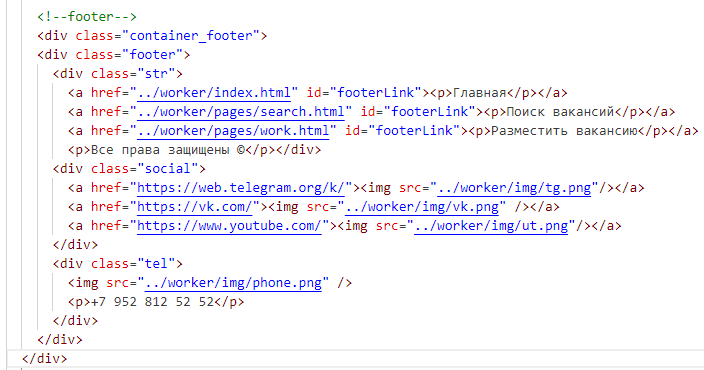 <!--footer-->
<div class="container_footer">
<div class="footer">
<div class="str">
<a href="../worker/index.html" id="footerLink"><p>Главная</p></a>
<a href="../worker/pages/search.html" id="footerLink"><p>Поиск вакансий</p></a>
<a href="../worker/pages/work.html" id="footerLink"><p>Разместить вакансию</p></a>
<p>Все права защищены ©</p></div>
<div class="social">
<a href="https://web.telegram.org/k/"><img src="../worker/img/tg.png"/></a>
<a href="https://vk.com/"><img src="../worker/img/vk.png" /></a>
<a href="https://www.youtube.com/"><img src="../worker/img/ut.png"/></a>
</div>
<div class="tel">
<img src="../worker/img/phone.png" />
<p>+7 952 812 52 52</p>
</div>
</div>
</div>